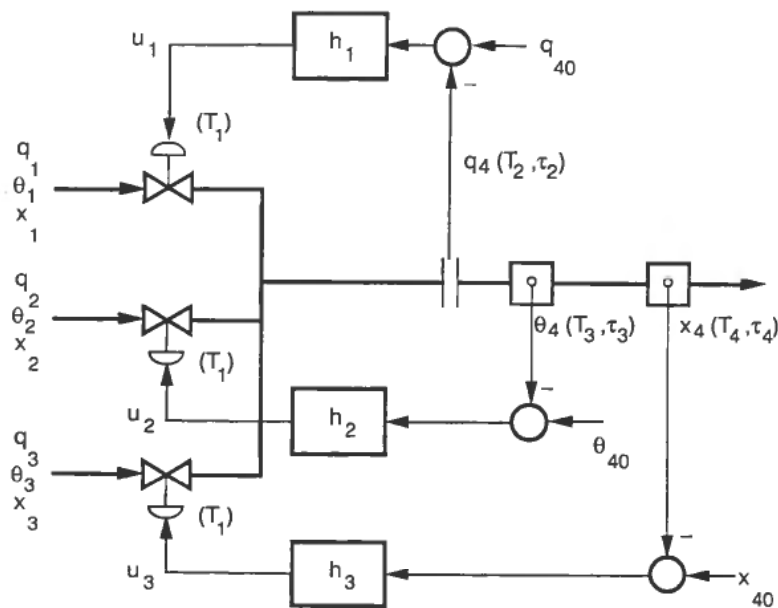 u₁
h₁
q₄₀
(T₁)
−
q₄ (T₂, τ₂)
q₁
θ₁
x₁
q₂
θ₂
x₂
(T₁)
θ₄ (T₃, τ₃)
x₄ (T₄, τ₄)
−
u₂
h₂
θ₄₀
q₃
θ₃
x₃
(T₁)
−
u₃
h₃
x₄₀